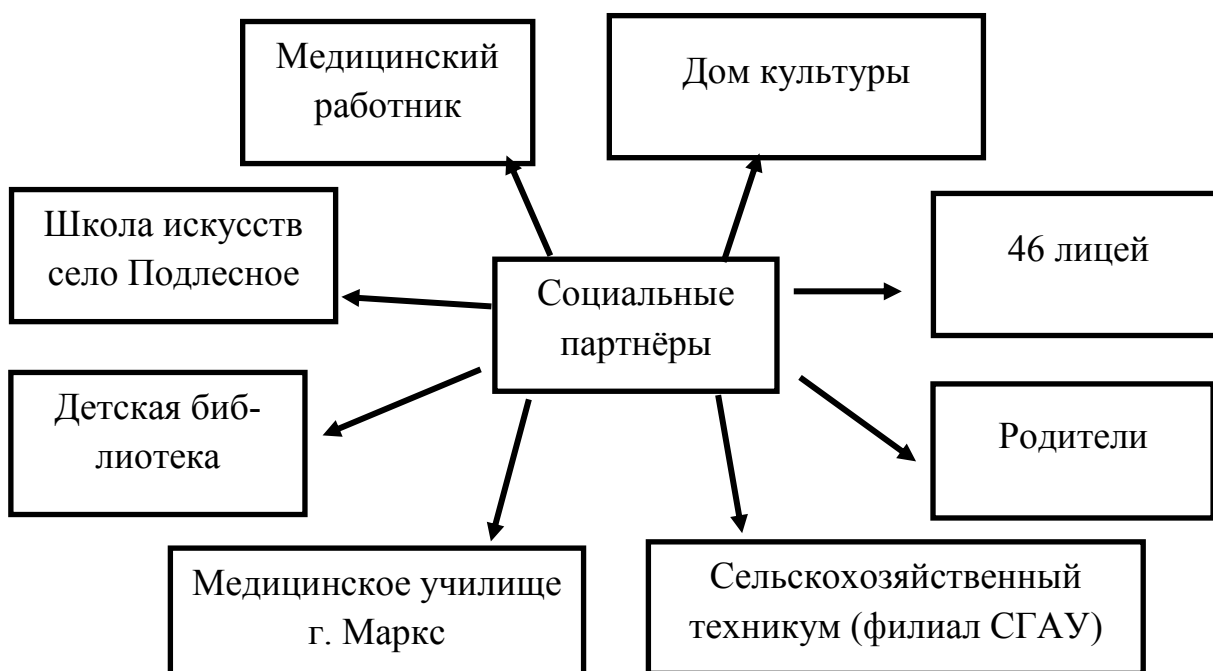 Медицинский
работник
Дом культуры
Школа искусств
село Подлесное
46 лицей
Социальные
партнёры
Детская биб-
лиотека
Родители
Медицинское училище
г. Маркс
Сельскохозяйственный
техникум (филиал СГАУ)